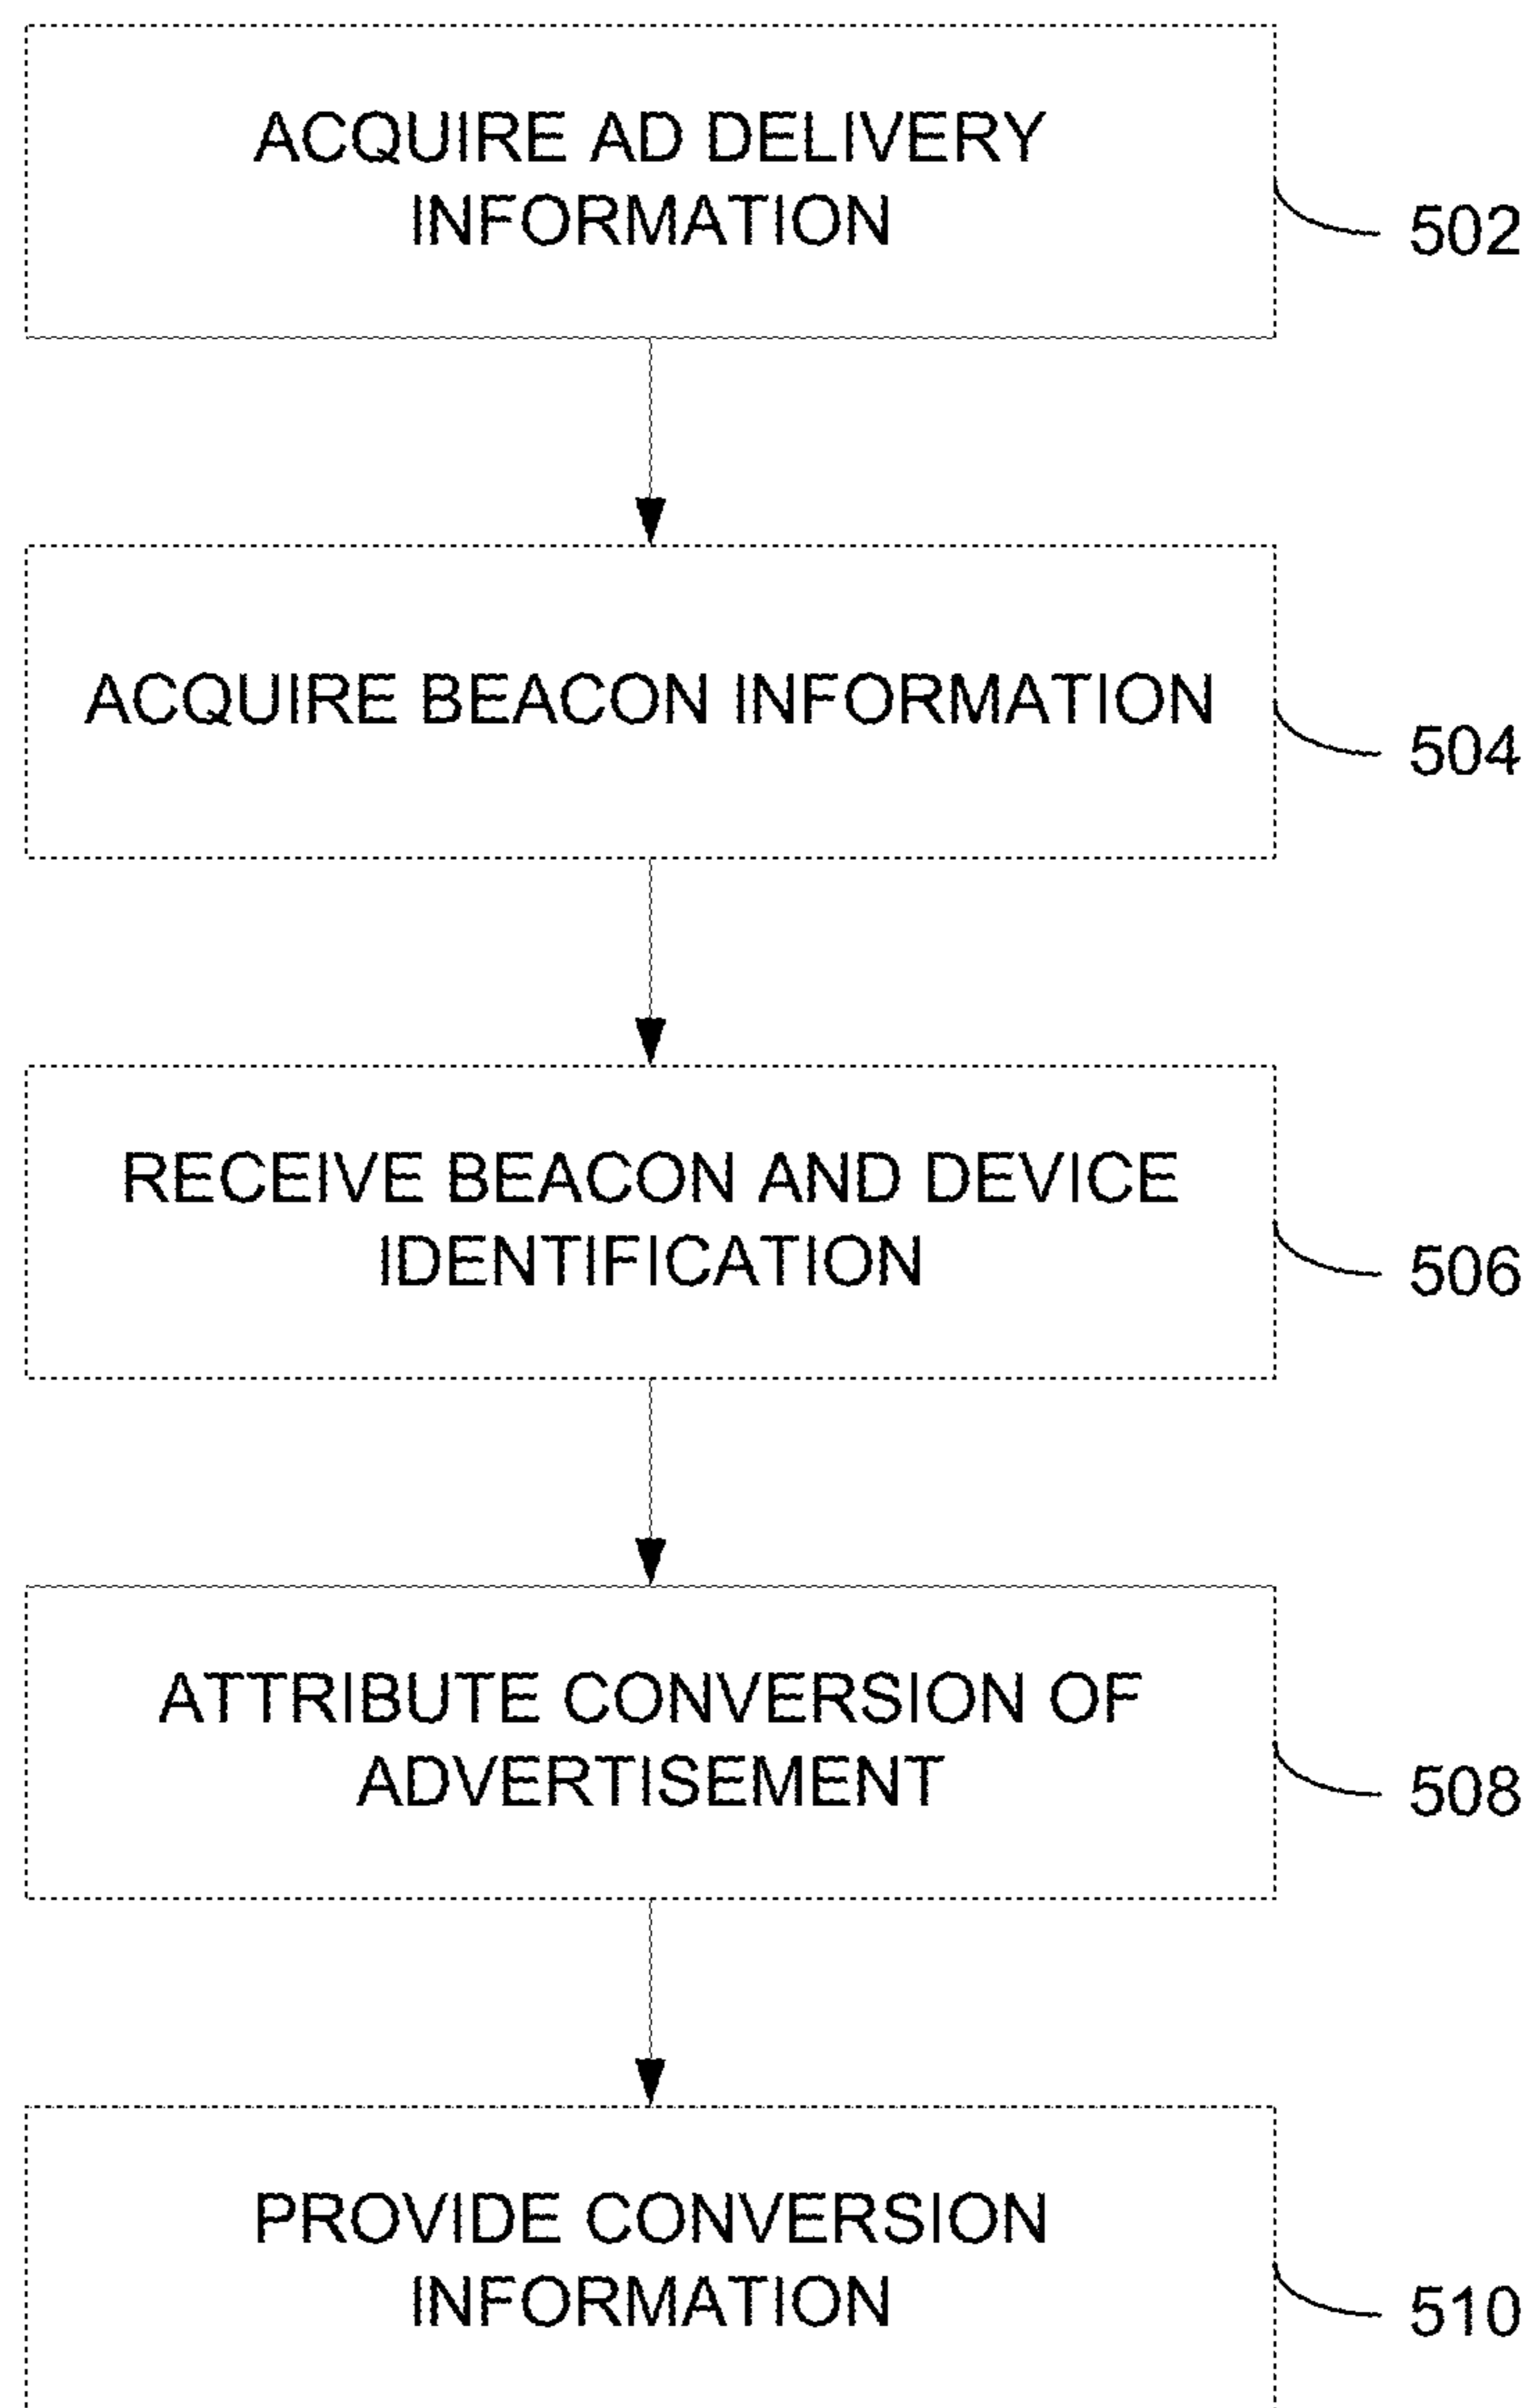 ACQUIRE AD DELIVERY
INFORMATION
502
ACQUIRE BEACON INFORMATION
504
RECEIVE BEACON AND DEVICE
IDENTIFICATION
506
ATTRIBUTE CONVERSION OF
ADVERTISEMENT
508
PROVIDE CONVERSION
INFORMATION
510